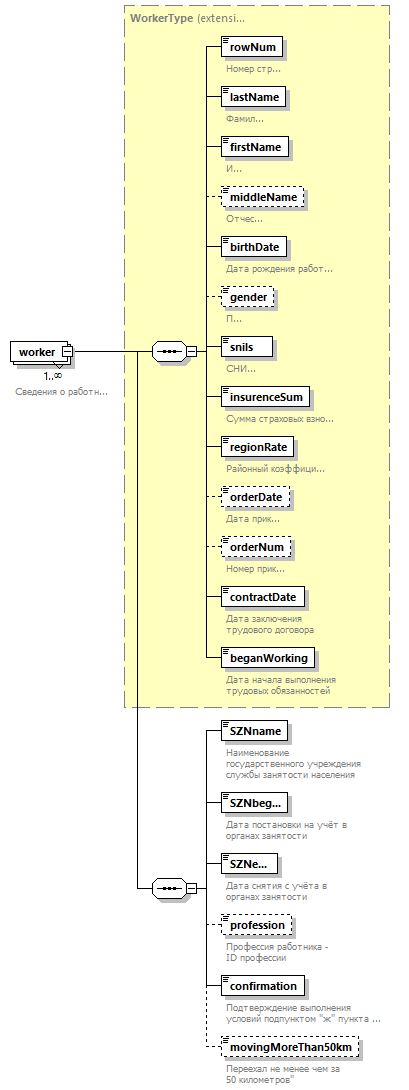 WorkerType (extensi...
rowNum
Номер стр...
lastName
Фамил...
firstName
И...
middleName
Отчес...
birthDate
Дата рождения работ...
gender
П...
worker
1..∞
Сведения о работн...
snils
СНИ...
insurenceSum
Сумма страховых взно...
regionRate
Районный коэффици...
orderDate
Дата прик...
orderNum
Номер прик...
contractDate
Дата заключения
трудового договора
beganWorking
Дата начала выполнения
трудовых обязанностей
SZNname
Наименование
государственного учреждения
службы занятости населения
SZNbeg...
Дата постановки на учёт в
органах занятости
SZNe...
Дата снятия с учёта в
органах занятости
profession
Профессия работника -
ID профессии
confirmation
Подтверждение выполнения
условий подпунктом "ж" пункта ...
movingMoreThan50km
Переехал не менее чем за
50 километров"